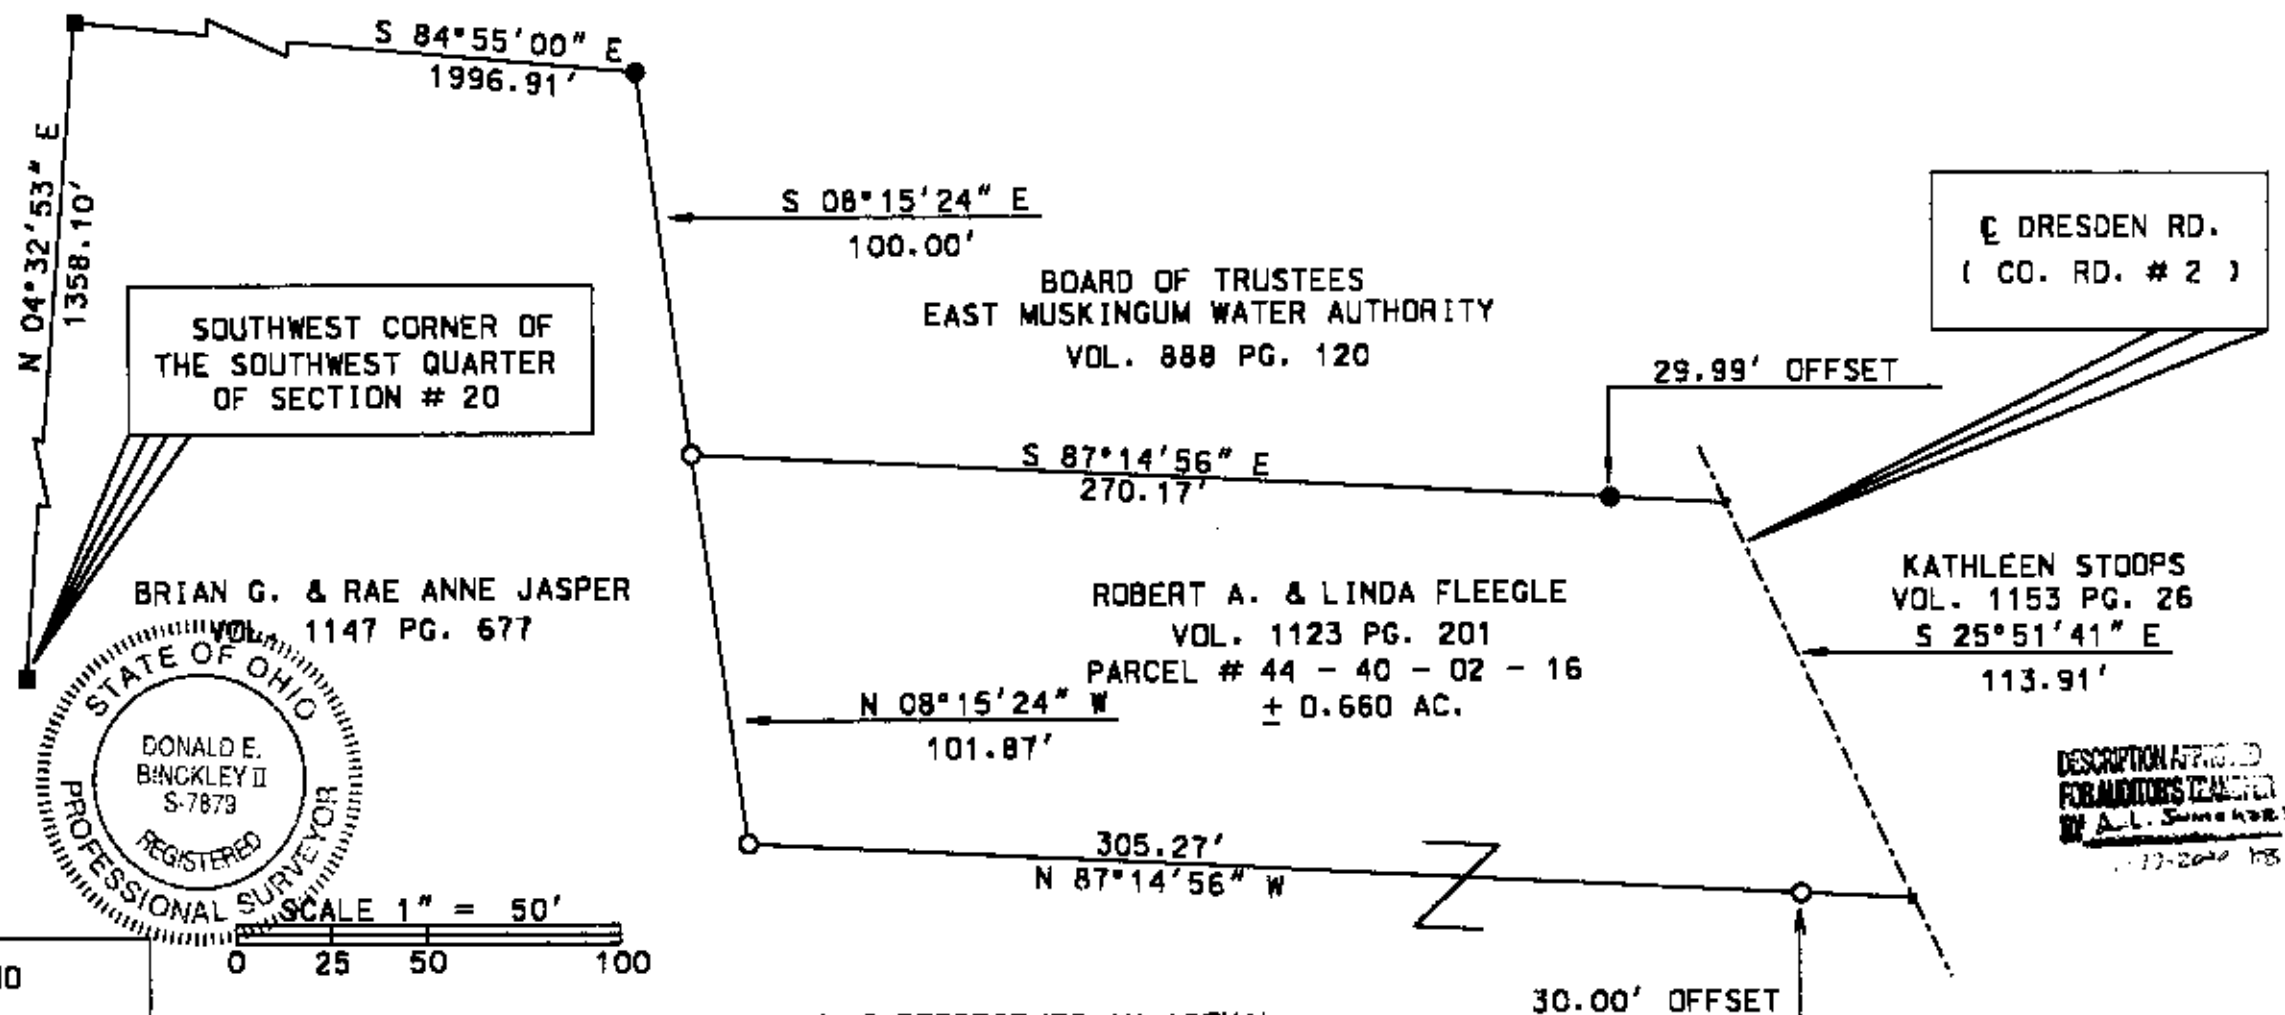 S 84°55'00" E
1996.91'
N 04°32'53" E
1358.10'
S 08°15'24" E
100.00'
℄ DRESDEN RD.
( CO. RD. # 2 )
BOARD OF TRUSTEES
EAST MUSKINGUM WATER AUTHORITY
VOL. 888 PG. 120
SOUTHWEST CORNER OF
THE SOUTHWEST QUARTER
OF SECTION # 20
29.99' OFFSET
S 87°14'56" E
270.17'
BRIAN G. & RAE ANNE JASPER
VOL. 1147 PG. 677
ROBERT A. & LINDA FLEEGLE
VOL. 1123 PG. 201
PARCEL # 44 - 40 - 02 - 16
± 0.660 AC.
KATHLEEN STOOPS
VOL. 1153 PG. 26
S 25°51'41" E
113.91'
N 08°15'24" W
101.87'
STATE OF OHIO
DONALD E.
BINCKLEY II
S-7879
REGISTERED
PROFESSIONAL SURVEYOR
DESCRIPTION APPROVED
FOR AUDITOR'S TRANSFER
BY A.L.
305.27'
N 87°14'56" W
SCALE 1" = 50'
0 25 50 100
30.00' OFFSET